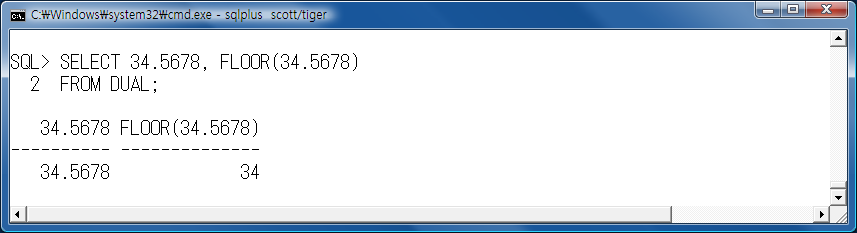 C:₩Windows₩system32₩cmd.exe - sqlplus  scott/tiger
SQL> SELECT 34.5678, FLOOR(34.5678)
  2  FROM DUAL;
   34.5678 FLOOR(34.5678)
---------- --------------
   34.5678             34